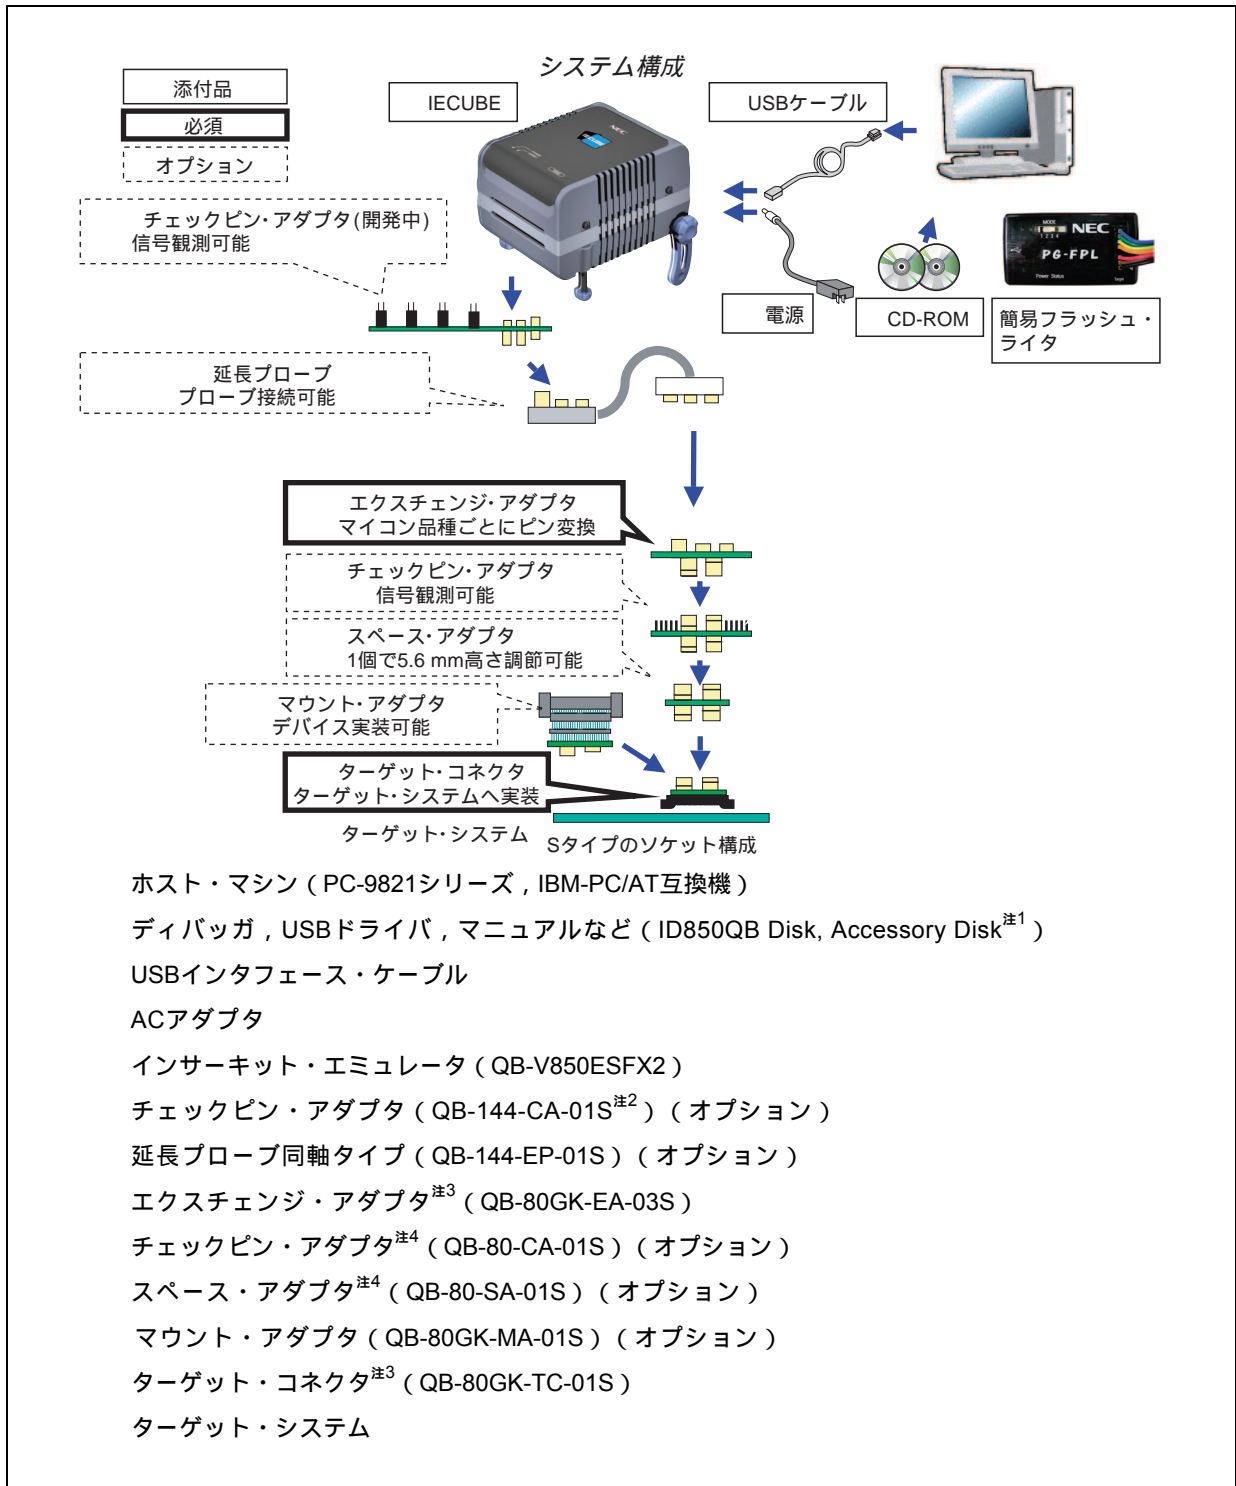 システム構成
添付品
必須
オプション
IECUBE
USBケーブル
NEC
チェックピン・アダプタ(開発中)
信号観測可能
MODE
1 2 3 4
NEC
PG-FPL
Power Status
Target
電源
CD-ROM
簡易フラッシュ・
ライタ
延長プローブ
プローブ接続可能
エクスチェンジ・アダプタ
マイコン品種ごとにピン変換
チェックピン・アダプタ
信号観測可能
スペース・アダプタ
1個で5.6 mm高さ調節可能
マウント・アダプタ
デバイス実装可能
ターゲット・コネクタ
ターゲット・システムへ実装
ターゲット・システム
Sタイプのソケット構成
ホスト・マシン（PC-9821シリーズ，IBM-PC/AT互換機）
ディバッガ，USBドライバ，マニュアルなど（ID850QB Disk, Accessory Disk注1）
USBインタフェース・ケーブル
ACアダプタ
インサーキット・エミュレータ（QB-V850ESFX2）
チェックピン・アダプタ（QB-144-CA-01S注2）（オプション）
延長プローブ同軸タイプ（QB-144-EP-01S）（オプション）
エクスチェンジ・アダプタ注3（QB-80GK-EA-03S）
チェックピン・アダプタ注4（QB-80-CA-01S）（オプション）
スペース・アダプタ注4（QB-80-SA-01S）（オプション）
マウント・アダプタ（QB-80GK-MA-01S）（オプション）
ターゲット・コネクタ注3（QB-80GK-TC-01S）
ターゲット・システム